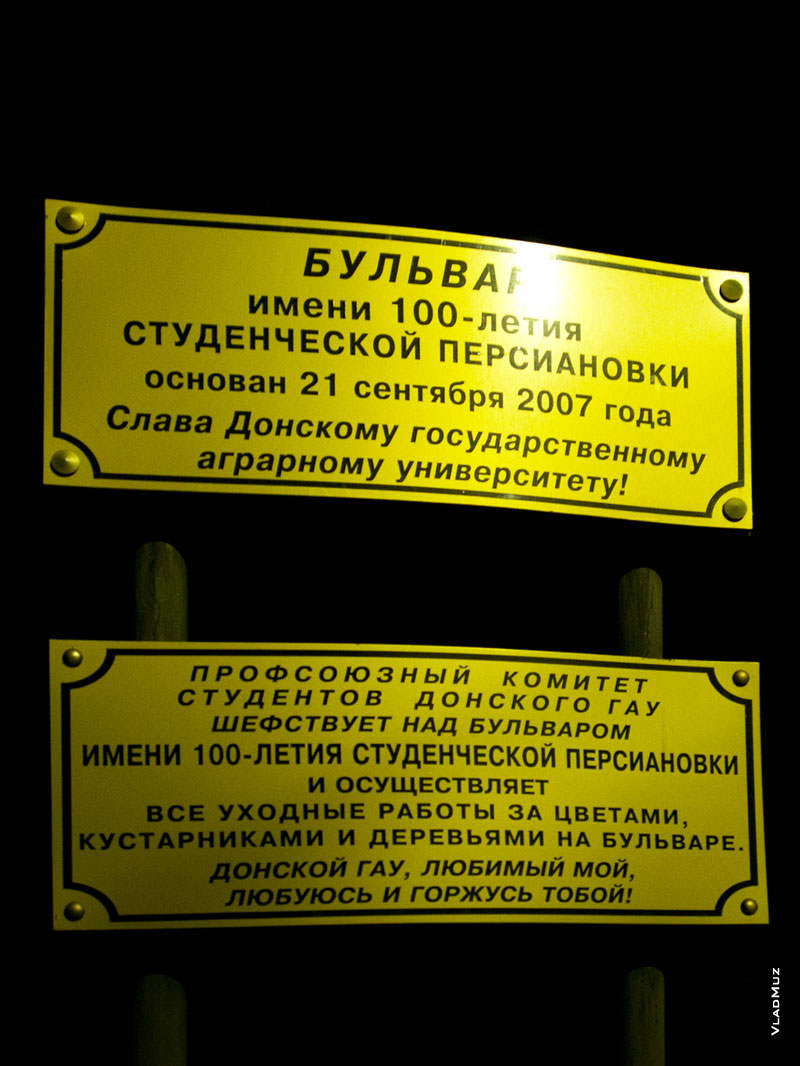 БУЛЬВАР
имени 100-летия
СТУДЕНЧЕСКОЙ ПЕРСИАНОВКИ
основан 21 сентября 2007 года
Слава Донскому государственному
аграрному университету!
ПРОФСОЮЗНЫЙ КОМИТЕТ
СТУДЕНТОВ ДОНСКОГО ГАУ
ШЕФСТВУЕТ НАД БУЛЬВАРОМ
ИМЕНИ 100-ЛЕТИЯ СТУДЕНЧЕСКОЙ ПЕРСИАНОВКИ
И ОСУЩЕСТВЛЯЕТ
ВСЕ УХОДНЫЕ РАБОТЫ ЗА ЦВЕТАМИ,
КУСТАРНИКАМИ И ДЕРЕВЬЯМИ НА БУЛЬВАРЕ.
ДОНСКОЙ ГАУ, ЛЮБИМЫЙ МОЙ,
ЛЮБУЮСЬ И ГОРЖУСЬ ТОБОЙ!
VLADMUZ